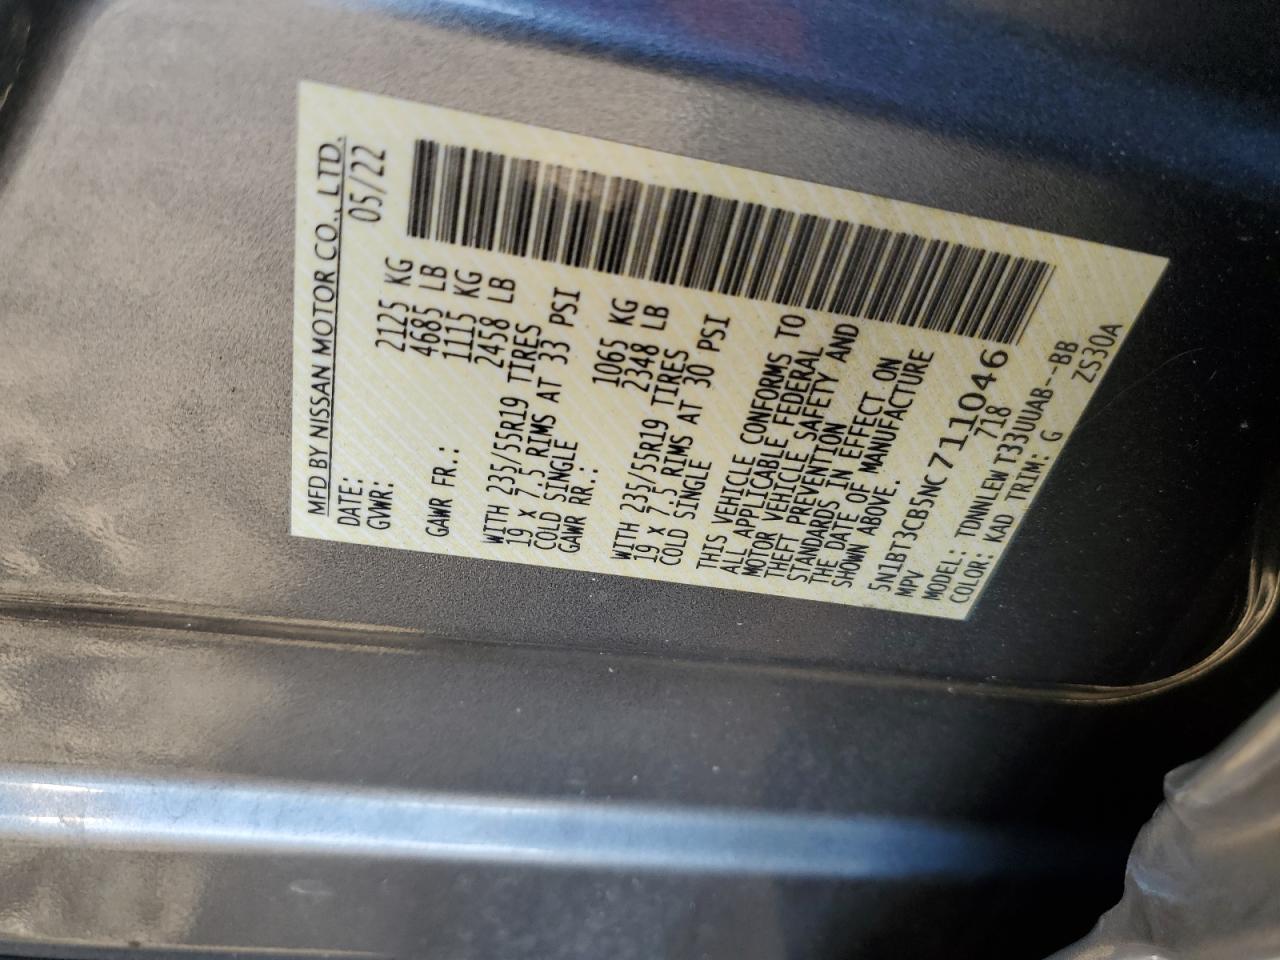 MFD BY NISSAN MOTOR CO., LTD.
DATE: 05/22
GVWR: 2125 KG
4685 LB
GAWR FR.: 1115 KG
2458 LB
WITH 235/55R19 TIRES
19 X 7.5 RIMS AT 33 PSI
COLD SINGLE
GAWR RR.: 1065 KG
2348 LB
WITH 235/55R19 TIRES
19 X 7.5 RIMS AT 30 PSI
COLD SINGLE
THIS VEHICLE CONFORMS TO
ALL APPLICABLE FEDERAL
MOTOR VEHICLE SAFETY AND
THEFT PREVENTION
STANDARDS IN EFFECT ON
THE DATE OF MANUFACTURE
SHOWN ABOVE.
5N1BT3CB5NC711046
MPV 718
MODEL: TDNNLEW T33UUAB--BB
COLOR: KAD TRIM: G ZS30A